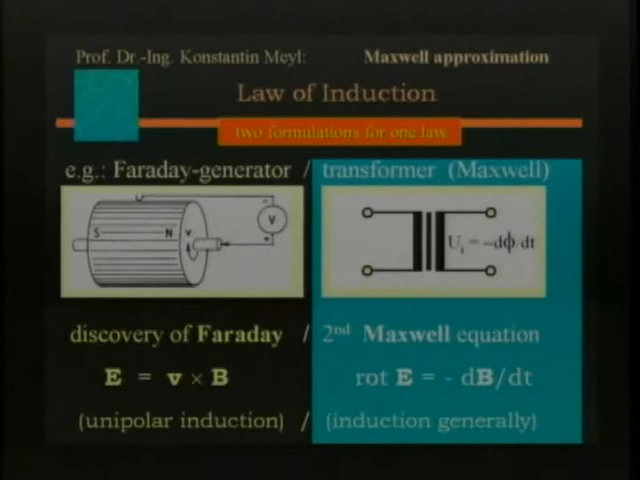 Prof. Dr.-Ing. Konstantin Meyl: Maxwell approximation
Law of Induction
two formulations for one law
e.g.: Faraday-generator / transformer (Maxwell)
S N v V
- +
Uᵢ = -dϕ/dt
discovery of Faraday / 2nd Maxwell equation
E = v × B rot E = - dB/dt
(unipolar induction) / (induction generally)